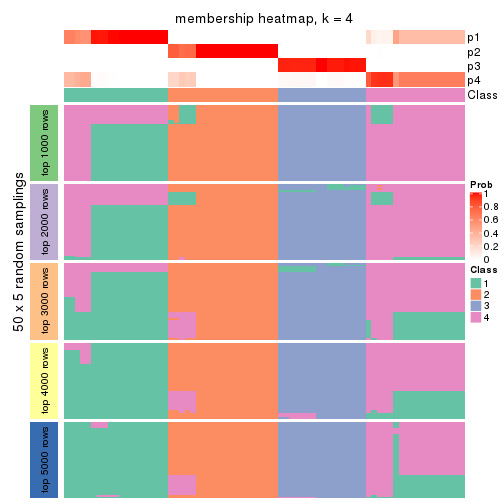 membership heatmap, k = 4
p1
p2
p3
p4
Class
50 x 5 random samplings
top 1000 rows
top 2000 rows
top 3000 rows
top 4000 rows
top 5000 rows
Prob
1
0.8
0.6
0.4
0.2
0
Class
1
2
3
4